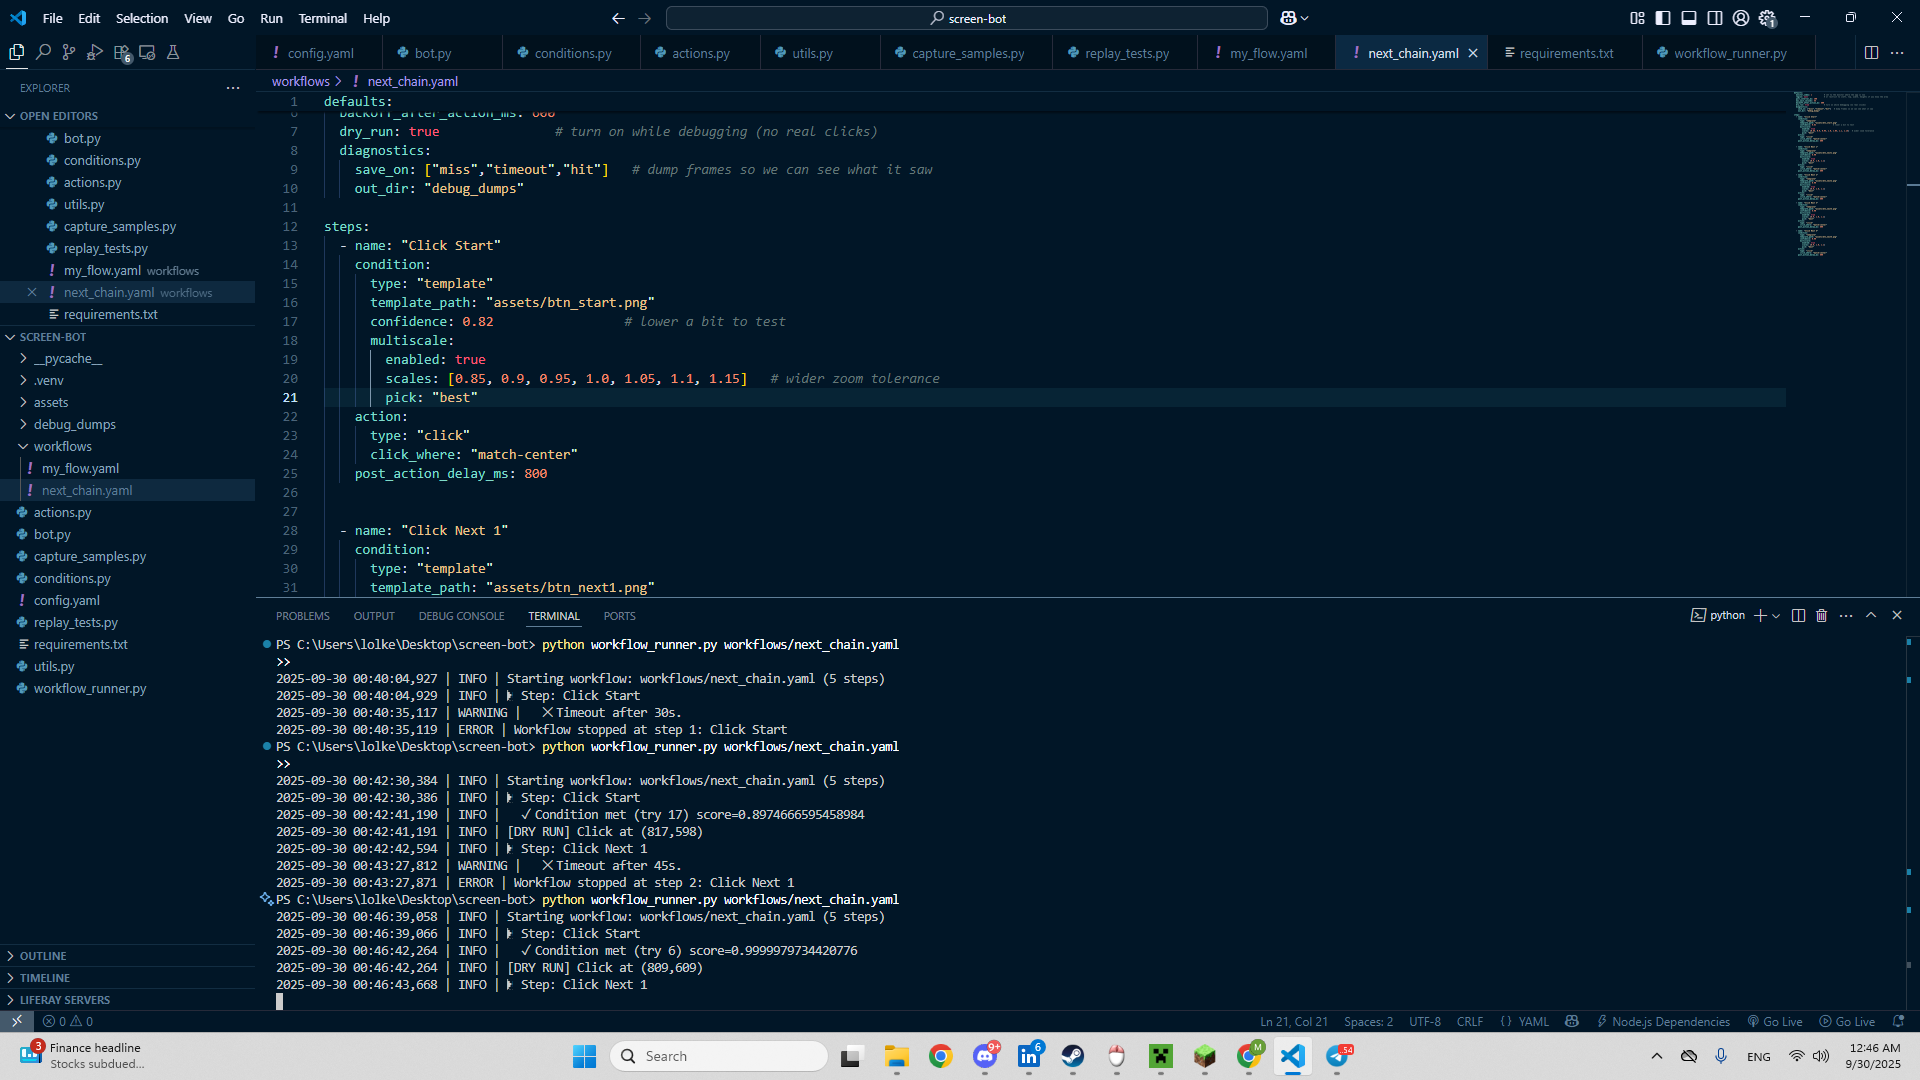 File Edit Selection View Go Run Terminal Help
screen-bot
config.yaml bot.py conditions.py actions.py utils.py capture_samples.py replay_tests.py my_flow.yaml next_chain.yaml requirements.txt workflow_runner.py
EXPLORER
OPEN EDITORS
bot.py
conditions.py
actions.py
utils.py
capture_samples.py
replay_tests.py
my_flow.yaml workflows
next_chain.yaml workflows
requirements.txt
SCREEN-BOT
__pycache__
.venv
assets
debug_dumps
workflows
my_flow.yaml
next_chain.yaml
actions.py
bot.py
capture_samples.py
conditions.py
config.yaml
replay_tests.py
requirements.txt
utils.py
workflow_runner.py
OUTLINE
TIMELINE
LIFERAY SERVERS
workflows > ! next_chain.yaml
1 defaults:
6 backoff_after_action_ms: 600
7 dry_run: true # turn on while debugging (no real clicks)
8 diagnostics:
9 save_on: ["miss","timeout","hit"] # dump frames so we can see what it saw
10 out_dir: "debug_dumps"
11
12 steps:
13 - name: "Click Start"
14 condition:
15 type: "template"
16 template_path: "assets/btn_start.png"
17 confidence: 0.82 # lower a bit to test
18 multiscale:
19 enabled: true
20 scales: [0.85, 0.9, 0.95, 1.0, 1.05, 1.1, 1.15] # wider zoom tolerance
21 pick: "best"
22 action:
23 type: "click"
24 click_where: "match-center"
25 post_action_delay_ms: 800
26
27
28 - name: "Click Next 1"
29 condition:
30 type: "template"
31 template_path: "assets/btn_next1.png"
PROBLEMS OUTPUT DEBUG CONSOLE TERMINAL PORTS
python
PS C:\Users\lolke\Desktop\screen-bot> python workflow_runner.py workflows/next_chain.yaml
>>
2025-09-30 00:40:04,927 | INFO | Starting workflow: workflows/next_chain.yaml (5 steps)
2025-09-30 00:40:04,929 | INFO | Step: Click Start
2025-09-30 00:40:35,117 | WARNING | ✕ Timeout after 30s.
2025-09-30 00:40:35,119 | ERROR | Workflow stopped at step 1: Click Start
PS C:\Users\lolke\Desktop\screen-bot> python workflow_runner.py workflows/next_chain.yaml
>>
2025-09-30 00:42:30,384 | INFO | Starting workflow: workflows/next_chain.yaml (5 steps)
2025-09-30 00:42:30,386 | INFO | Step: Click Start
2025-09-30 00:42:41,190 | INFO | ✓ Condition met (try 17) score=0.8974666595458984
2025-09-30 00:42:41,191 | INFO | [DRY RUN] Click at (817,598)
2025-09-30 00:42:42,594 | INFO | Step: Click Next 1
2025-09-30 00:43:27,812 | WARNING | ✕ Timeout after 45s.
2025-09-30 00:43:27,871 | ERROR | Workflow stopped at step 2: Click Next 1
PS C:\Users\lolke\Desktop\screen-bot> python workflow_runner.py workflows/next_chain.yaml
2025-09-30 00:46:39,058 | INFO | Starting workflow: workflows/next_chain.yaml (5 steps)
2025-09-30 00:46:39,066 | INFO | Step: Click Start
2025-09-30 00:46:42,264 | INFO | ✓ Condition met (try 6) score=0.9999979734420776
2025-09-30 00:46:42,264 | INFO | [DRY RUN] Click at (809,609)
2025-09-30 00:46:43,668 | INFO | Step: Click Next 1
0 0
Ln 21, Col 21 Spaces: 2 UTF-8 CRLF {} YAML Node.js Dependencies Go Live Go Live
3 Finance headline
Stocks subdued...
Search
9+
6
M
54
ENG
12:46 AM
9/30/2025